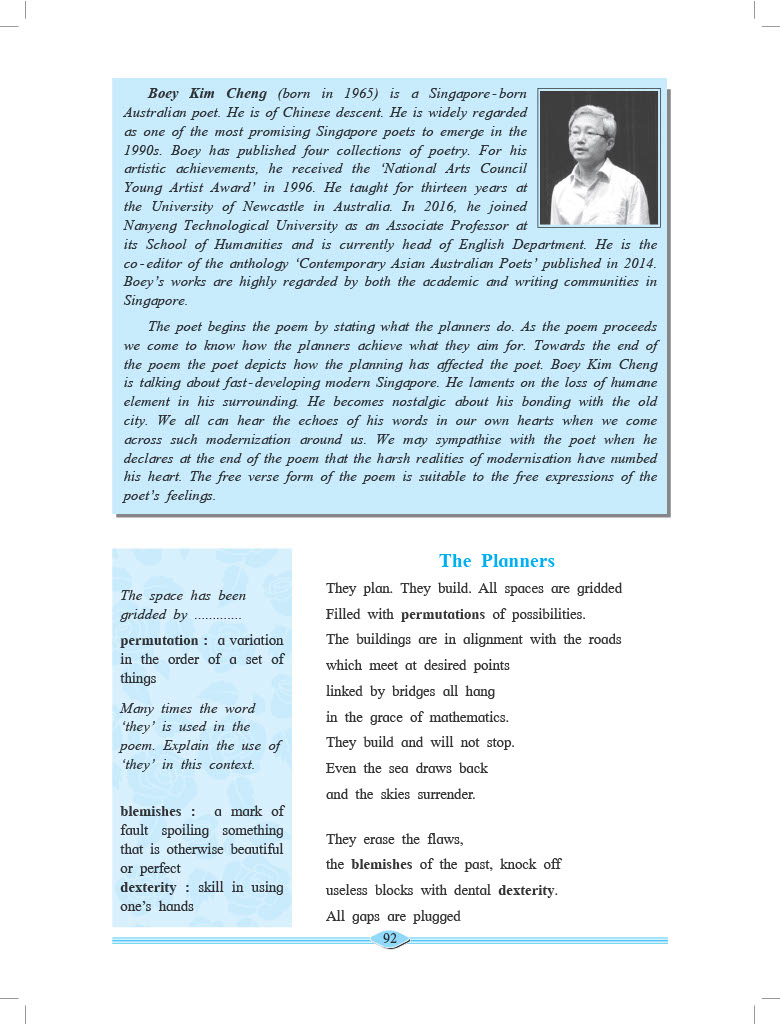 Boey Kim Cheng (born in 1965) is a Singapore-born
Australian poet. He is of Chinese descent. He is widely regarded
as one of the most promising Singapore poets to emerge in the
1990s. Boey has published four collections of poetry. For his
artistic achievements, he received the ‘National Arts Council
Young Artist Award’ in 1996. He taught for thirteen years at
the University of Newcastle in Australia. In 2016, he joined
Nanyeng Technological University as an Associate Professor at
its School of Humanities and is currently head of English Department. He is the
co-editor of the anthology ‘Contemporary Asian Australian Poets’ published in 2014.
Boey’s works are highly regarded by both the academic and writing communities in
Singapore.
The poet begins the poem by stating what the planners do. As the poem proceeds
we come to know how the planners achieve what they aim for. Towards the end of
the poem the poet depicts how the planning has affected the poet. Boey Kim Cheng
is talking about fast-developing modern Singapore. He laments on the loss of humane
element in his surrounding. He becomes nostalgic about his bonding with the old
city. We all can hear the echoes of his words in our own hearts when we come
across such modernization around us. We may sympathise with the poet when he
declares at the end of the poem that the harsh realities of modernisation have numbed
his heart. The free verse form of the poem is suitable to the free expressions of the
poet’s feelings.
The space has been
gridded by .............
permutation : a variation
in the order of a set of
things
Many times the word
‘they’ is used in the
poem. Explain the use of
‘they’ in this context.
blemishes : a mark of
fault spoiling something
that is otherwise beautiful
or perfect
dexterity : skill in using
one’s hands
The Planners
They plan. They build. All spaces are gridded
Filled with permutations of possibilities.
The buildings are in alignment with the roads
which meet at desired points
linked by bridges all hang
in the grace of mathematics.
They build and will not stop.
Even the sea draws back
and the skies surrender.
They erase the flaws,
the blemishes of the past, knock off
useless blocks with dental dexterity.
All gaps are plugged
92